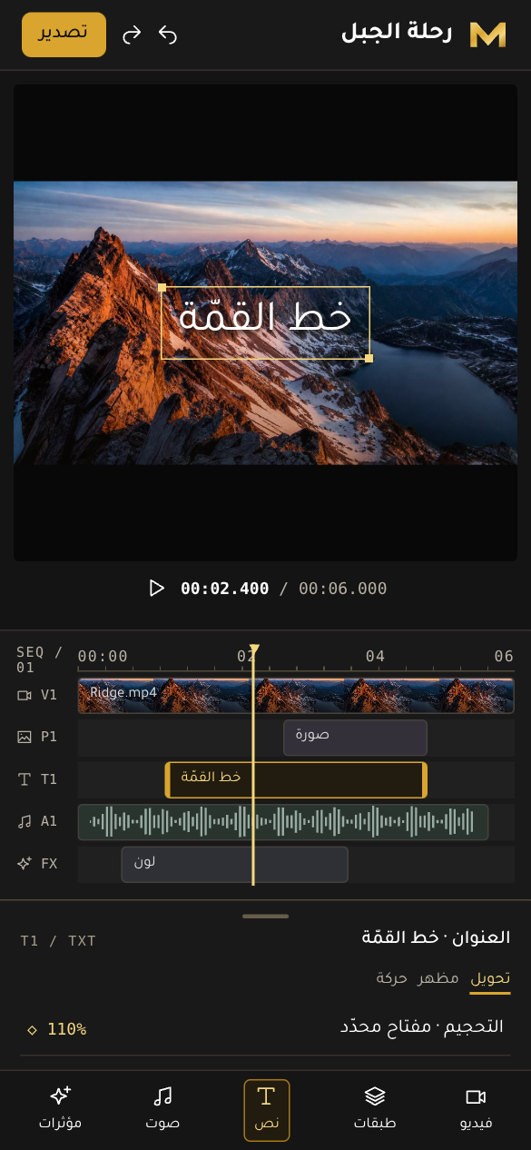 رحلة الجبل
تصدير
خط القمّة
00:02.400 / 00:06.000
SEQ / 01
00:00 02 04 06
V1 Ridge.mp4
P1 صورة
T1 خط القمّة
A1
FX لون
العنوان · خط القمّة
T1 / TXT
تحويل مظهر حركة
التحجيم · مفتاح محدّد
110%
فيديو طبقات نص صوت مؤثرات